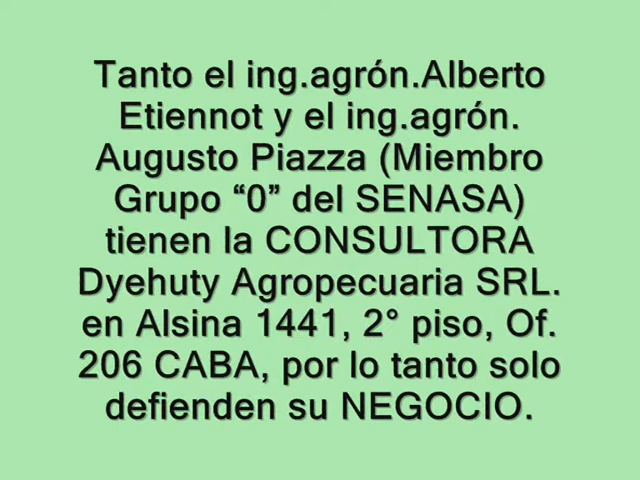 Tanto el ing.agrón.Alberto
Etiennot y el ing.agrón.
Augusto Piazza (Miembro
Grupo “0” del SENASA)
tienen la CONSULTORA
Dyehuty Agropecuaria SRL.
en Alsina 1441, 2° piso, Of.
206 CABA, por lo tanto solo
defienden su NEGOCIO.